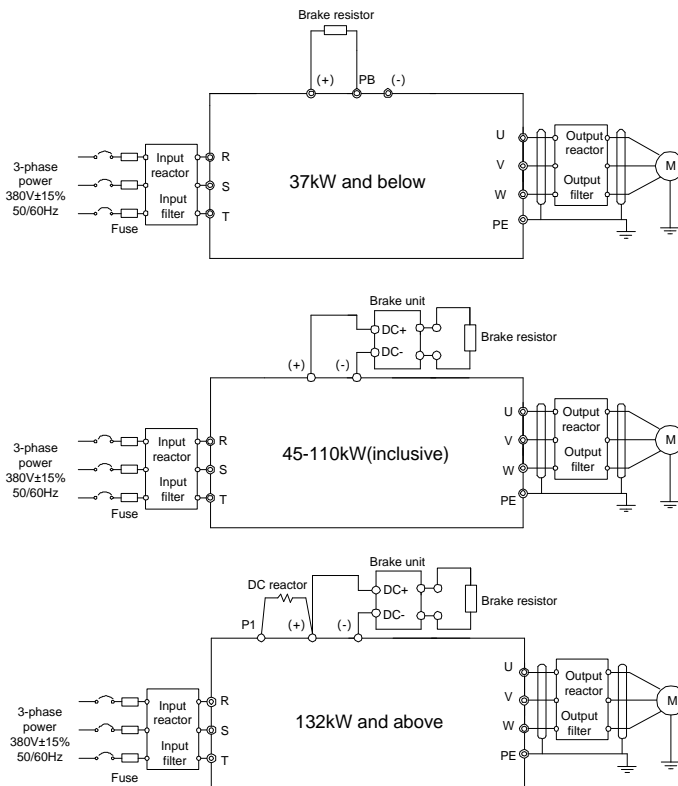 Brake resistor
(+) PB (-)
3-phase
power
380V±15%
50/60Hz
Fuse
Input
reactor
Input
filter
R
S
T
37kW and below
U
V
W
PE
Output
reactor
Output
filter
M
Brake unit
DC+
DC-
Brake resistor
(+) (-)
3-phase
power
380V±15%
50/60Hz
Fuse
Input
reactor
Input
filter
R
S
T
45-110kW(inclusive)
U
V
W
PE
Output
reactor
Output
filter
M
Brake unit
DC reactor
DC+
DC-
Brake resistor
P1 (+) (-)
3-phase
power
380V±15%
50/60Hz
Fuse
Input
reactor
Input
filter
R
S
T
132kW and above
U
V
W
PE
Output
reactor
Output
filter
M